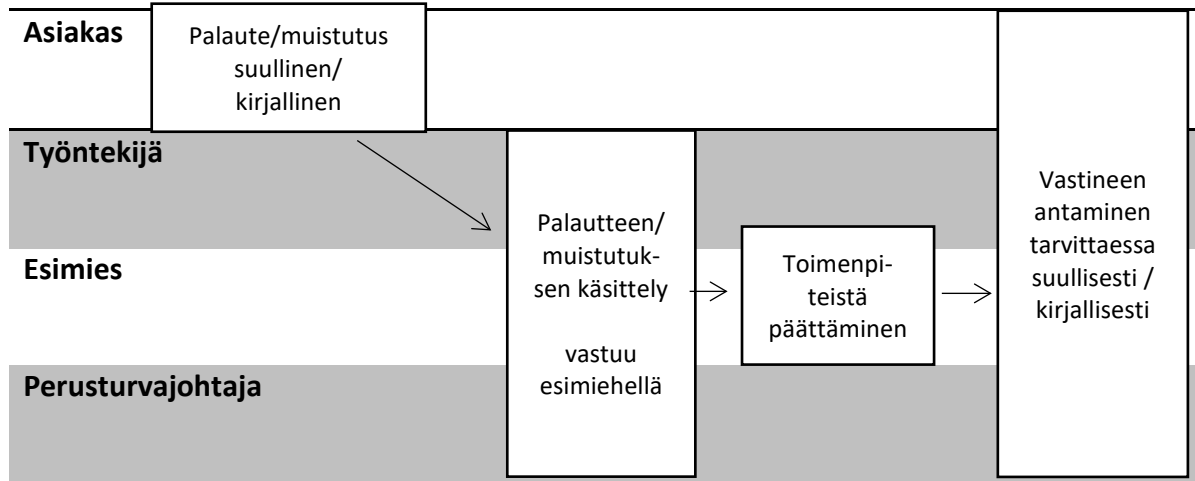 Asiakas
Palaute/muistutus
suullinen/
kirjallinen
Työntekijä
Esimies
Perusturvajohtaja
Palautteen/
muistutuk-
sen käsittely
vastuu
esimiehellä
Toimenpi-
teistä
päättäminen
Vastineen
antaminen
tarvittaessa
suullisesti /
kirjallisesti